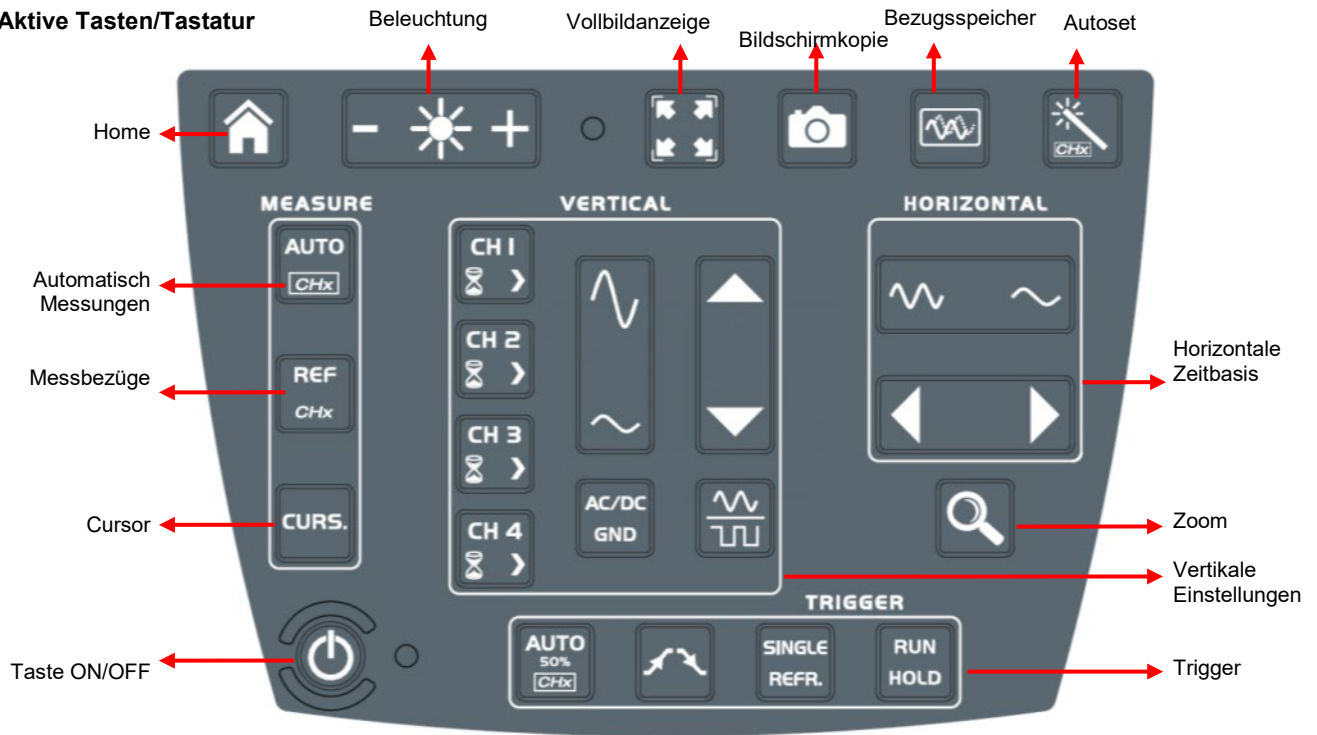 Aktive Tasten/Tastatur
Beleuchtung
Vollbildanzeige
Bildschirmkopie
Bezugsspeicher
Autoset
Home
- +
CHx
MEASURE
VERTICAL
HORIZONTAL
AUTO
CHx
CH 1
Automatisch
Messungen
CH 2
REF
CHx
Messbezüge
Horizontale
Zeitbasis
CH 3
CURS.
Cursor
AC/DC
GND
CH 4
Zoom
Vertikale
Einstellungen
TRIGGER
Taste ON/OFF
AUTO
50%
CHx
SINGLE
REFR.
RUN
HOLD
Trigger